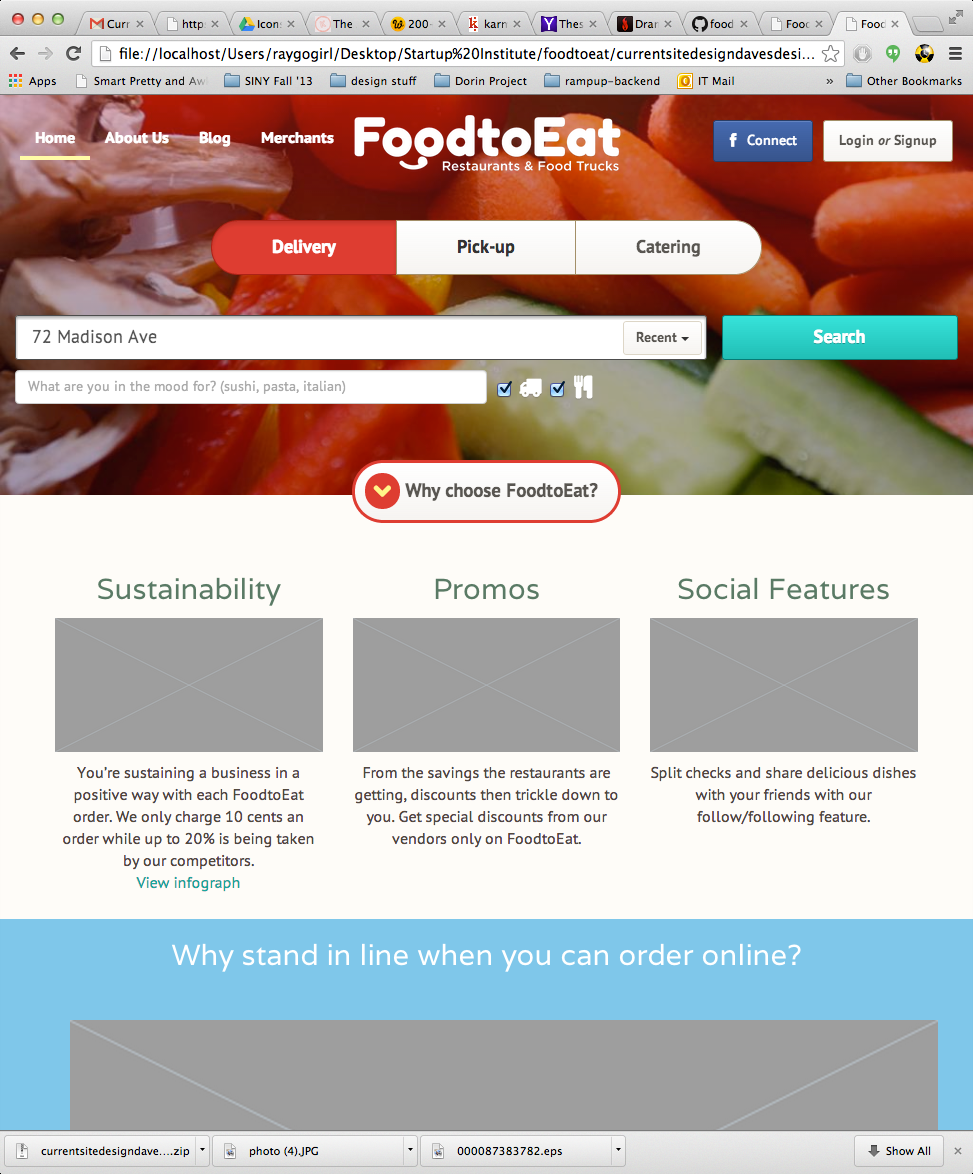 Curr
http:
Icons
The
200-
karn
Thes
Drar
food
Food
Food
file://localhost/Users/raygogirl/Desktop/Startup%20Institute/foodtoeat/currentsitedesigndavesdesi...
Apps
Smart Pretty and Aw
SINY Fall '13
design stuff
Dorin Project
rampup-backend
IT Mail
»
Other Bookmarks
Home
About Us
Blog
Merchants
FoodtoEat
Restaurants & Food Trucks
f Connect
Login or Signup
Delivery
Pick-up
Catering
72 Madison Ave
Recent
Search
What are you in the mood for? (sushi, pasta, italian)
Why choose FoodtoEat?
Sustainability
You're sustaining a business in a
positive way with each FoodtoEat
order. We only charge 10 cents an
order while up to 20% is being taken
by our competitors.
View infograph
Promos
From the savings the restaurants are
getting, discounts then trickle down to
you. Get special discounts from our
vendors only on FoodtoEat.
Social Features
Split checks and share delicious dishes
with your friends with our
follow/following feature.
Why stand in line when you can order online?
currentsitedesigndave....zip
photo (4).JPG
000087383782.eps
Show All